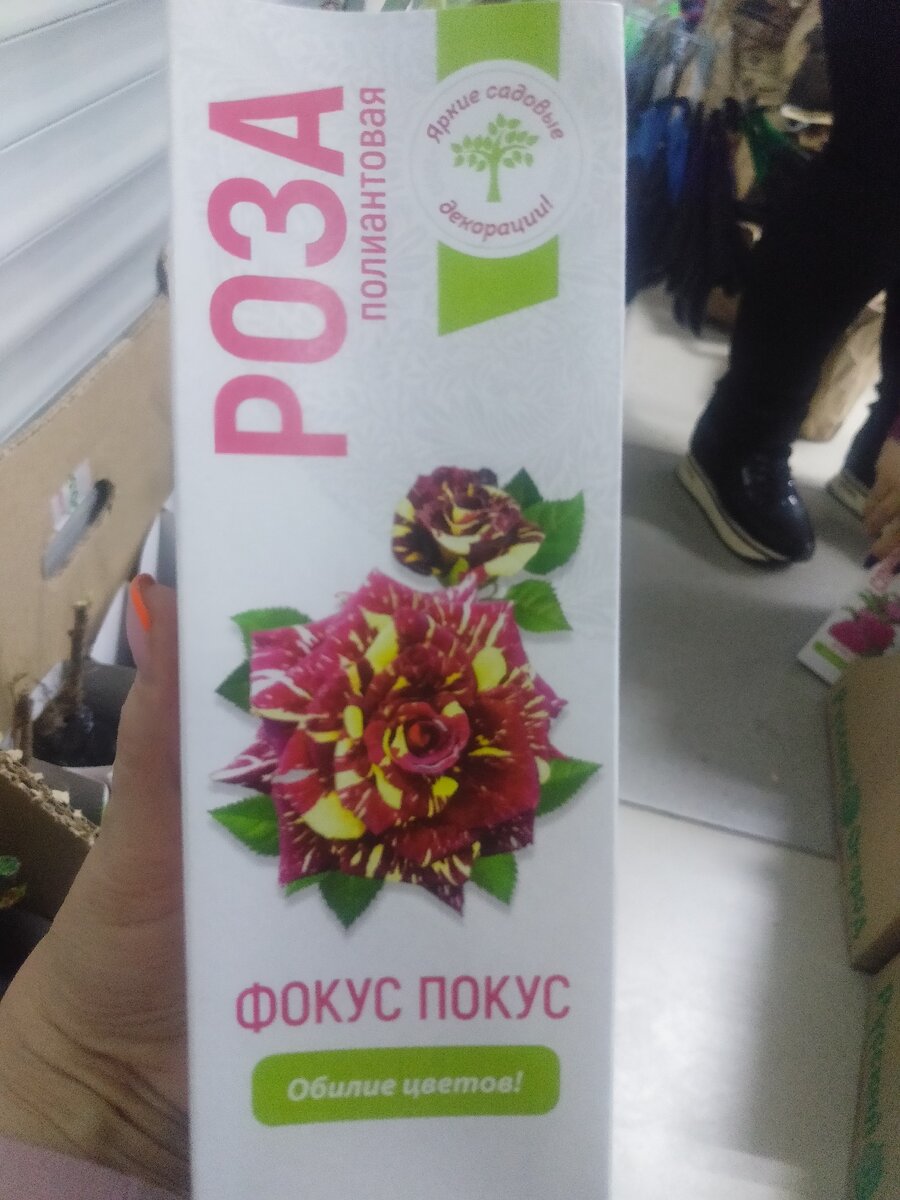 РОЗА
полиантовая
Яркие садовые
декорации!
ФОКУС ПОКУС
Обилие цветов!